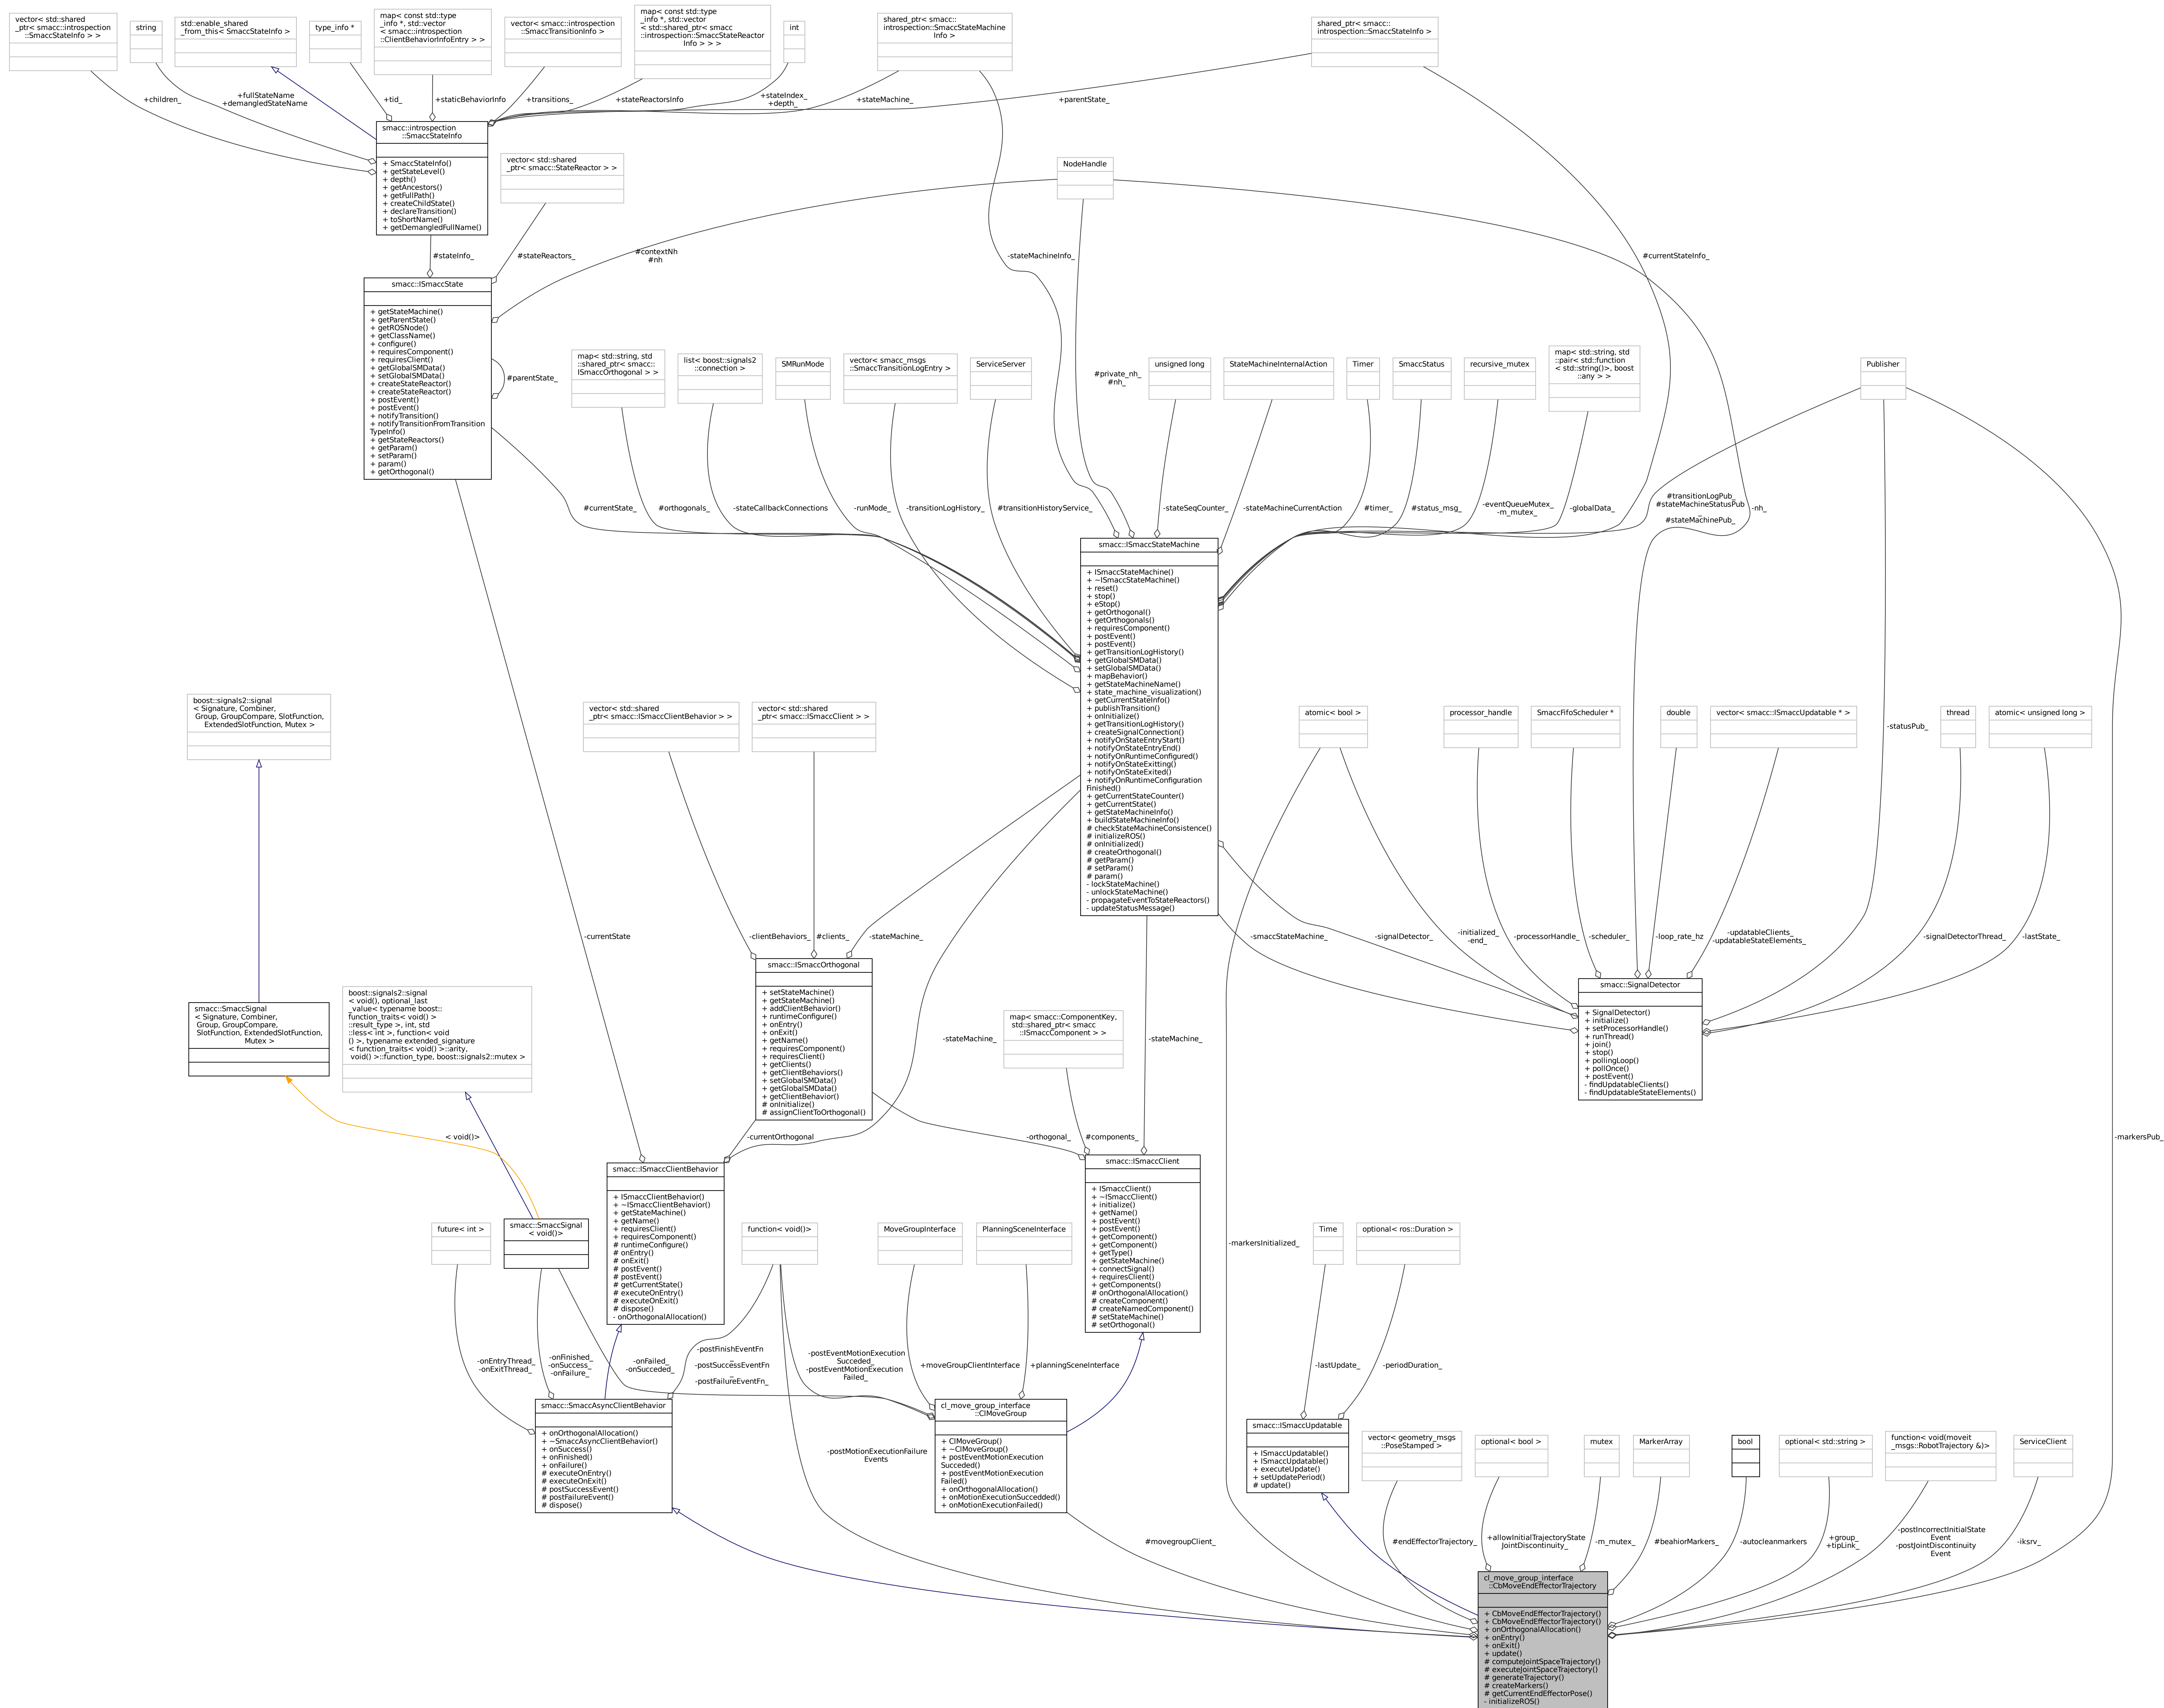 vector< std::shared
_ptr< smacc::introspection
::SmaccStateInfo > >
string
std::enable_shared
_from_this< SmaccStateInfo >
type_info *
map< const std::type
_info *, std::vector
< smacc::introspection
::ClientBehaviorInfoEntry > >
vector< smacc::introspection
::SmaccTransitionInfo >
map< const std::type
_info *, std::vector
< std::shared_ptr< smacc
::introspection::SmaccStateReactor
Info > > >
int
shared_ptr< smacc::
introspection::SmaccStateMachine
Info >
shared_ptr< smacc::
introspection::SmaccStateInfo >
+children_
+fullStateName
+demangledStateName
+tid_
+staticBehaviorInfo
+transitions_
+stateReactorsInfo
+stateIndex_
+depth_
+stateMachine_
+parentState_
smacc::introspection
::SmaccStateInfo
+ SmaccStateInfo()
+ getStateLevel()
+ depth()
+ getAncestors()
+ getFullPath()
+ createChildState()
+ declareTransition()
+ toShortName()
+ getDemangledFullName()
vector< std::shared
_ptr< smacc::StateReactor > >
NodeHandle
#stateInfo_
#stateReactors_
#contextNh
#nh
-stateMachineInfo_
#currentStateInfo_
smacc::ISmaccState
+ getStateMachine()
+ getParentState()
+ getROSNode()
+ getClassName()
+ configure()
+ requiresComponent()
+ requiresClient()
+ getGlobalSMData()
+ setGlobalSMData()
+ createStateReactor()
+ createStateReactor()
+ postEvent()
+ postEvent()
+ notifyTransition()
+ notifyTransitionFromTransition
TypeInfo()
+ getStateReactors()
+ getParam()
+ setParam()
+ param()
+ getOrthogonal()
#parentState_
map< std::string, std
::shared_ptr< smacc::
ISmaccOrthogonal > >
list< boost::signals2
::connection >
SMRunMode
vector< smacc_msgs
::SmaccTransitionLogEntry >
ServiceServer
#private_nh_
#nh_
unsigned long
StateMachineInternalAction
Timer
SmaccStatus
recursive_mutex
map< std::string, std
::pair< std::function
< std::string()>, boost
::any > >
Publisher
#currentState_
#orthogonals_
-stateCallbackConnections
-runMode_
-transitionLogHistory_
#transitionHistoryService_
-stateSeqCounter_
-stateMachineCurrentAction
#timer_
#status_msg_
-eventQueueMutex_
-m_mutex_
-globalData_
#transitionLogPub_
#stateMachineStatusPub
_
#stateMachinePub_
-nh_
smacc::ISmaccStateMachine
+ ISmaccStateMachine()
+ ~ISmaccStateMachine()
+ reset()
+ stop()
+ eStop()
+ getOrthogonal()
+ getOrthogonals()
+ requiresComponent()
+ postEvent()
+ postEvent()
+ getTransitionLogHistory()
+ getGlobalSMData()
+ setGlobalSMData()
+ mapBehavior()
+ getStateMachineName()
+ state_machine_visualization()
+ getCurrentStateInfo()
+ publishTransition()
+ onInitialize()
+ getTransitionLogHistory()
+ createSignalConnection()
+ notifyOnStateEntryStart()
+ notifyOnStateEntryEnd()
+ notifyOnRuntimeConfigured()
+ notifyOnStateExitting()
+ notifyOnStateExited()
+ notifyOnRuntimeConfiguration
Finished()
+ getCurrentStateCounter()
+ getCurrentState()
+ getStateMachineInfo()
+ buildStateMachineInfo()
# checkStateMachineConsistence()
# initializeROS()
# onInitialized()
# createOrthogonal()
# getParam()
# setParam()
# param()
- lockStateMachine()
- unlockStateMachine()
- propagateEventToStateReactors()
- updateStatusMessage()
boost::signals2::signal
< Signature, Combiner,
Group, GroupCompare, SlotFunction,
ExtendedSlotFunction, Mutex >
vector< std::shared
_ptr< smacc::ISmaccClientBehavior > >
vector< std::shared
_ptr< smacc::ISmaccClient > >
atomic< bool >
processor_handle
SmaccFifoScheduler *
double
vector< smacc::ISmaccUpdatable * >
-statusPub_
thread
atomic< unsigned long >
-currentState
-clientBehaviors_
#clients_
-stateMachine_
-smaccStateMachine_
-signalDetector_
-initialized_
-end_
-processorHandle_
-scheduler_
-loop_rate_hz
-updatableClients_
-updatableStateElements_
-signalDetectorThread_
-lastState_
smacc::ISmaccOrthogonal
+ setStateMachine()
+ getStateMachine()
+ addClientBehavior()
+ runtimeConfigure()
+ onEntry()
+ onExit()
+ getName()
+ requiresComponent()
+ requiresClient()
+ getClients()
+ getClientBehaviors()
+ setGlobalSMData()
+ getGlobalSMData()
+ getClientBehavior()
# onInitialize()
# assignClientToOrthogonal()
smacc::SignalDetector
+ SignalDetector()
+ initialize()
+ setProcessorHandle()
+ runThread()
+ join()
+ stop()
+ pollingLoop()
+ pollOnce()
+ postEvent()
- findUpdatableClients()
- findUpdatableStateElements()
smacc::SmaccSignal
< Signature, Combiner,
Group, GroupCompare,
SlotFunction, ExtendedSlotFunction,
Mutex >
boost::signals2::signal
< void(), optional_last
_value< typename boost::
function_traits< void() >
::result_type >, int, std
::less< int >, function< void
() >, typename extended_signature
< function_traits< void() >::arity,
void() >::function_type, boost::signals2::mutex >
map< smacc::ComponentKey,
std::shared_ptr< smacc
::ISmaccComponent > >
-stateMachine_
-stateMachine_
< void()>
-currentOrthogonal
-orthogonal_
#components_
-markersPub_
smacc::ISmaccClientBehavior
+ ISmaccClientBehavior()
+ ~ISmaccClientBehavior()
+ getStateMachine()
+ getName()
+ requiresClient()
+ requiresComponent()
# runtimeConfigure()
# onEntry()
# onExit()
# postEvent()
# postEvent()
# getCurrentState()
# executeOnEntry()
# executeOnExit()
# dispose()
- onOrthogonalAllocation()
smacc::ISmaccClient
+ ISmaccClient()
+ ~ISmaccClient()
+ initialize()
+ getName()
+ postEvent()
+ postEvent()
+ getComponent()
+ getComponent()
+ getType()
+ getStateMachine()
+ connectSignal()
+ requiresClient()
+ getComponents()
# onOrthogonalAllocation()
# createComponent()
# createNamedComponent()
# setStateMachine()
# setOrthogonal()
future< int >
smacc::SmaccSignal
< void()>
function< void()>
MoveGroupInterface
PlanningSceneInterface
-markersInitialized_
Time
optional< ros::Duration >
-onEntryThread_
-onExitThread_
-onFinished_
-onSuccess_
-onFailure_
-onFailed_
-onSucceded_
-postFinishEventFn
_
-postSuccessEventFn
_
-postFailureEventFn_
-postEventMotionExecution
Succeded_
-postEventMotionExecution
Failed_
+moveGroupClientInterface
+planningSceneInterface
-lastUpdate_
-periodDuration_
smacc::SmaccAsyncClientBehavior
+ onOrthogonalAllocation()
+ ~SmaccAsyncClientBehavior()
+ onSuccess()
+ onFinished()
+ onFailure()
# executeOnEntry()
# executeOnExit()
# postSuccessEvent()
# postFailureEvent()
# dispose()
-postMotionExecutionFailure
Events
cl_move_group_interface
::ClMoveGroup
+ ClMoveGroup()
+ ~ClMoveGroup()
+ postEventMotionExecution
Succeded()
+ postEventMotionExecution
Failed()
+ onOrthogonalAllocation()
+ onMotionExecutionSuccedded()
+ onMotionExecutionFailed()
smacc::ISmaccUpdatable
+ ISmaccUpdatable()
+ ISmaccUpdatable()
+ executeUpdate()
+ setUpdatePeriod()
# update()
vector< geometry_msgs
::PoseStamped >
optional< bool >
mutex
MarkerArray
bool
optional< std::string >
function< void(moveit
_msgs::RobotTrajectory &)>
ServiceClient
#movegroupClient_
#endEffectorTrajectory_
+allowInitialTrajectoryState
JointDiscontinuity_
-m_mutex_
#beahiorMarkers_
-autocleanmarkers
+group_
+tipLink_
-postIncorrectInitialState
Event
-postJointDiscontinuity
Event
-iksrv_
cl_move_group_interface
::CbMoveEndEffectorTrajectory
+ CbMoveEndEffectorTrajectory()
+ CbMoveEndEffectorTrajectory()
+ onOrthogonalAllocation()
+ onEntry()
+ onExit()
+ update()
# computeJointSpaceTrajectory()
# executeJointSpaceTrajectory()
# generateTrajectory()
# createMarkers()
# getCurrentEndEffectorPose()
- initializeROS()